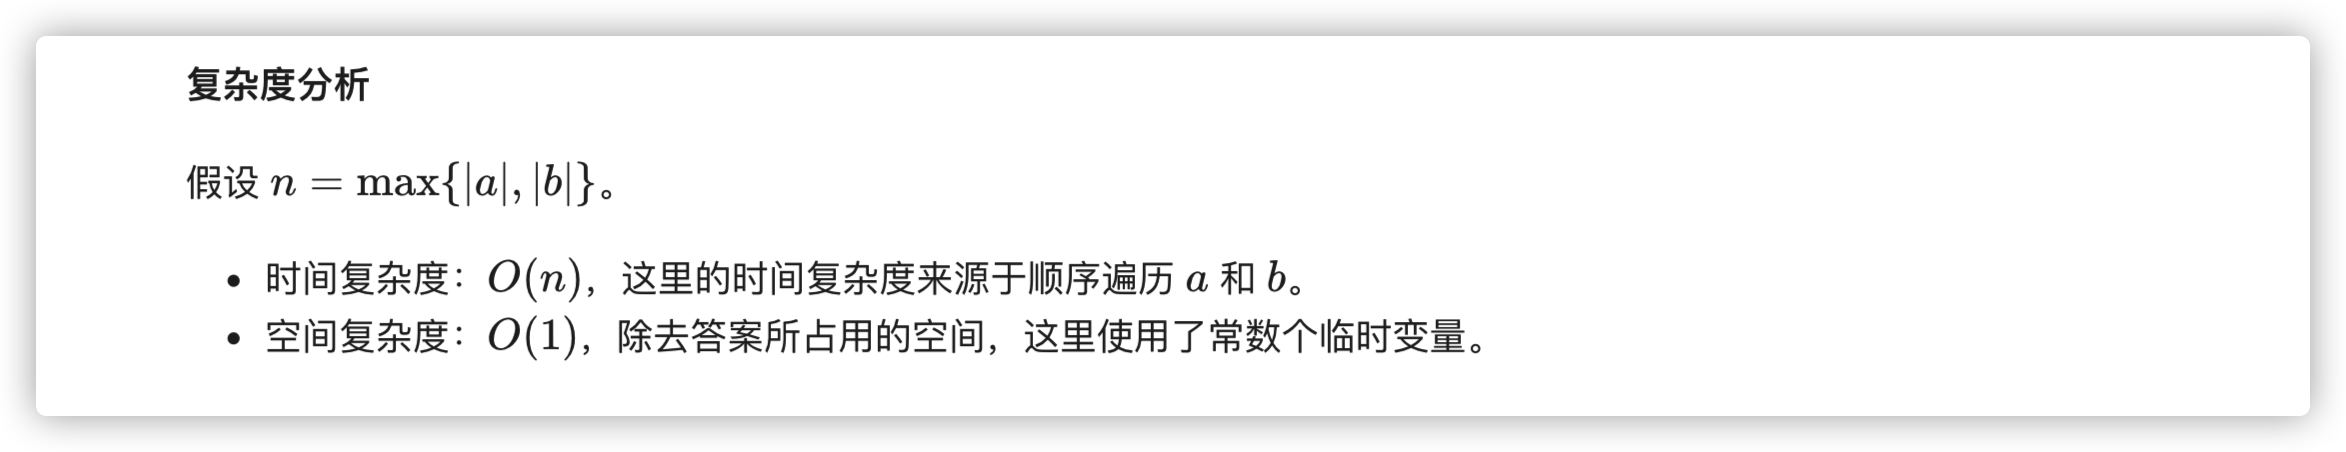 复杂度分析
假设 n = max{|a|, |b|}。
• 时间复杂度：O(n)，这里的时间复杂度来源于顺序遍历 a 和 b。
• 空间复杂度：O(1)，除去答案所占用的空间，这里使用了常数个临时变量。